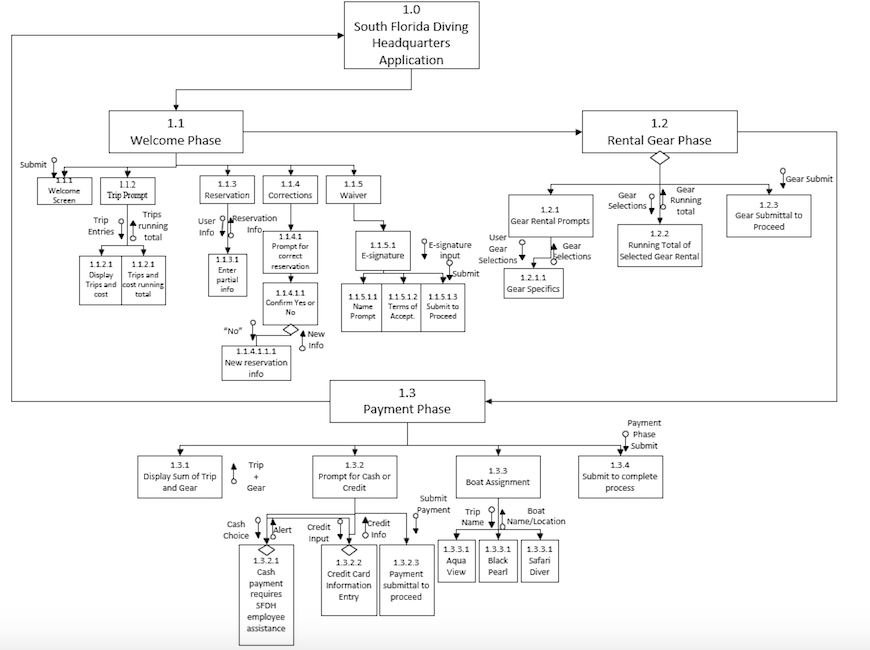 1.0
South Florida Diving
Headquarters
Application
1.1
Welcome Phase
1.2
Rental Gear Phase
Submit
1.1.1
Welcome
Screen
1.1.2
Trip Prompt
1.1.3
Reservation
1.1.4
Corrections
1.1.5
Waiver
Gear Submit
Trip
Entries
Trips
running
total
User
Info
Reservation
Info
1.1.2.1
Display
Trips and
cost
1.1.2.1
Trips and
cost running
total
1.1.3.1
Enter
partial
info
1.1.4.1
Prompt for
correct
reservation
1.1.4.1.1
Confirm Yes or
No
"No"
New
Info
1.1.4.1.1.1
New reservation
info
1.1.5.1
E-signature
E-signature
input
Submit
1.1.5.1.1
Name
Prompt
1.1.5.1.2
Terms of
Accept.
1.1.5.1.3
Submit to
Proceed
1.2.1
Gear Rental Prompts
Gear
Selections
Gear
Running
total
1.2.2
Running Total of
Selected Gear Rental
1.2.3
Gear Submittal to
Proceed
User
Gear
Selections
Gear
Selections
1.2.1.1
Gear Specifics
1.3
Payment Phase
Payment
Phase
Submit
1.3.1
Display Sum of Trip
and Gear
Trip
+
Gear
1.3.2
Prompt for Cash or
Credit
1.3.3
Boat Assignment
1.3.4
Submit to complete
process
Cash
Choice
Alert
Credit
Input
Credit
Info
Submit
Payment
Trip
Name
Boat
Name/Location
1.3.2.1
Cash
payment
requires
SFDH
employee
assistance
1.3.2.2
Credit Card
Information
Entry
1.3.2.3
Payment
submittal to
proceed
1.3.3.1
Aqua
View
1.3.3.1
Black
Pearl
1.3.3.1
Safari
Diver